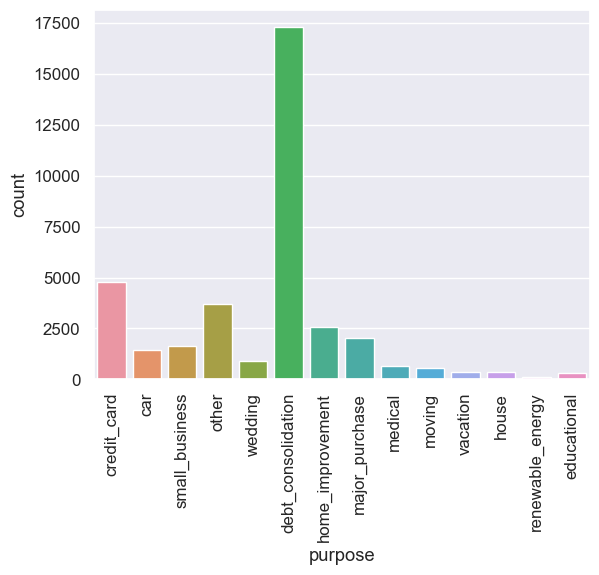 17500
15000
12500
10000
7500
5000
2500
0
count
credit_card
car
small_business
other
wedding
debt_consolidation
home_improvement
major_purchase
medical
moving
vacation
house
renewable_energy
educational
purpose